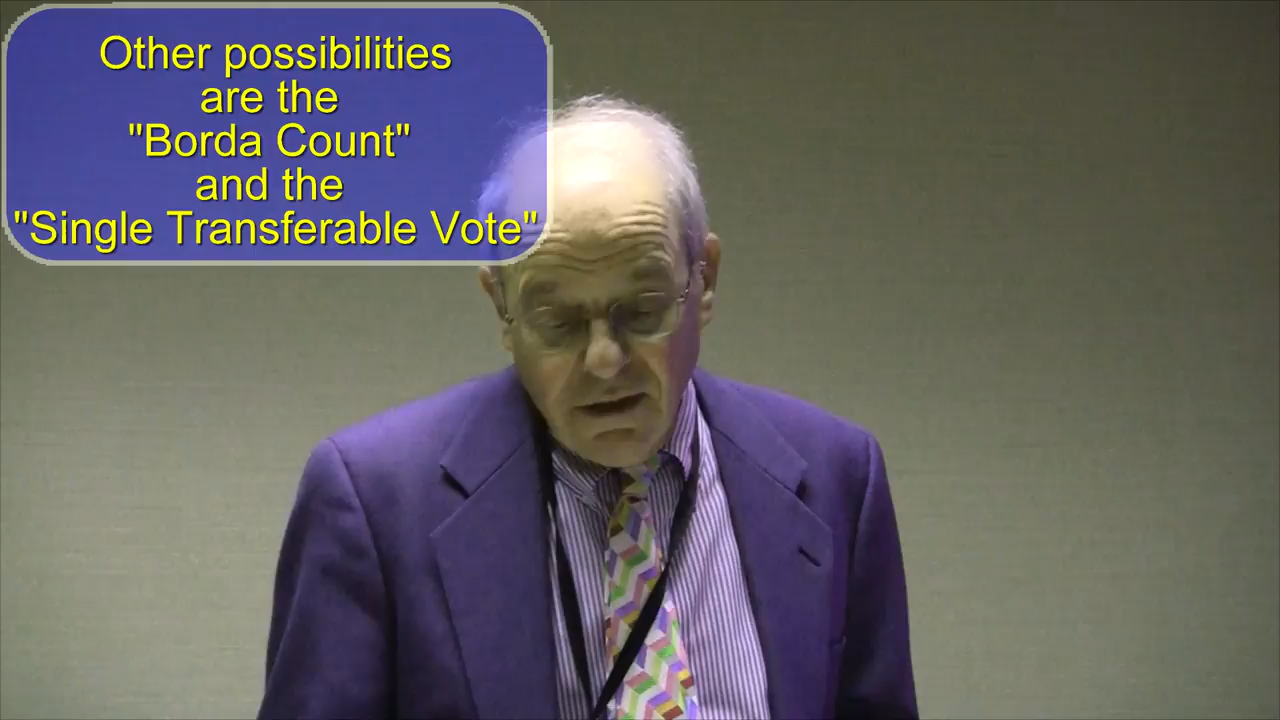 Other possibilities
are the
"Borda Count"
and the
"Single Transferable Vote"